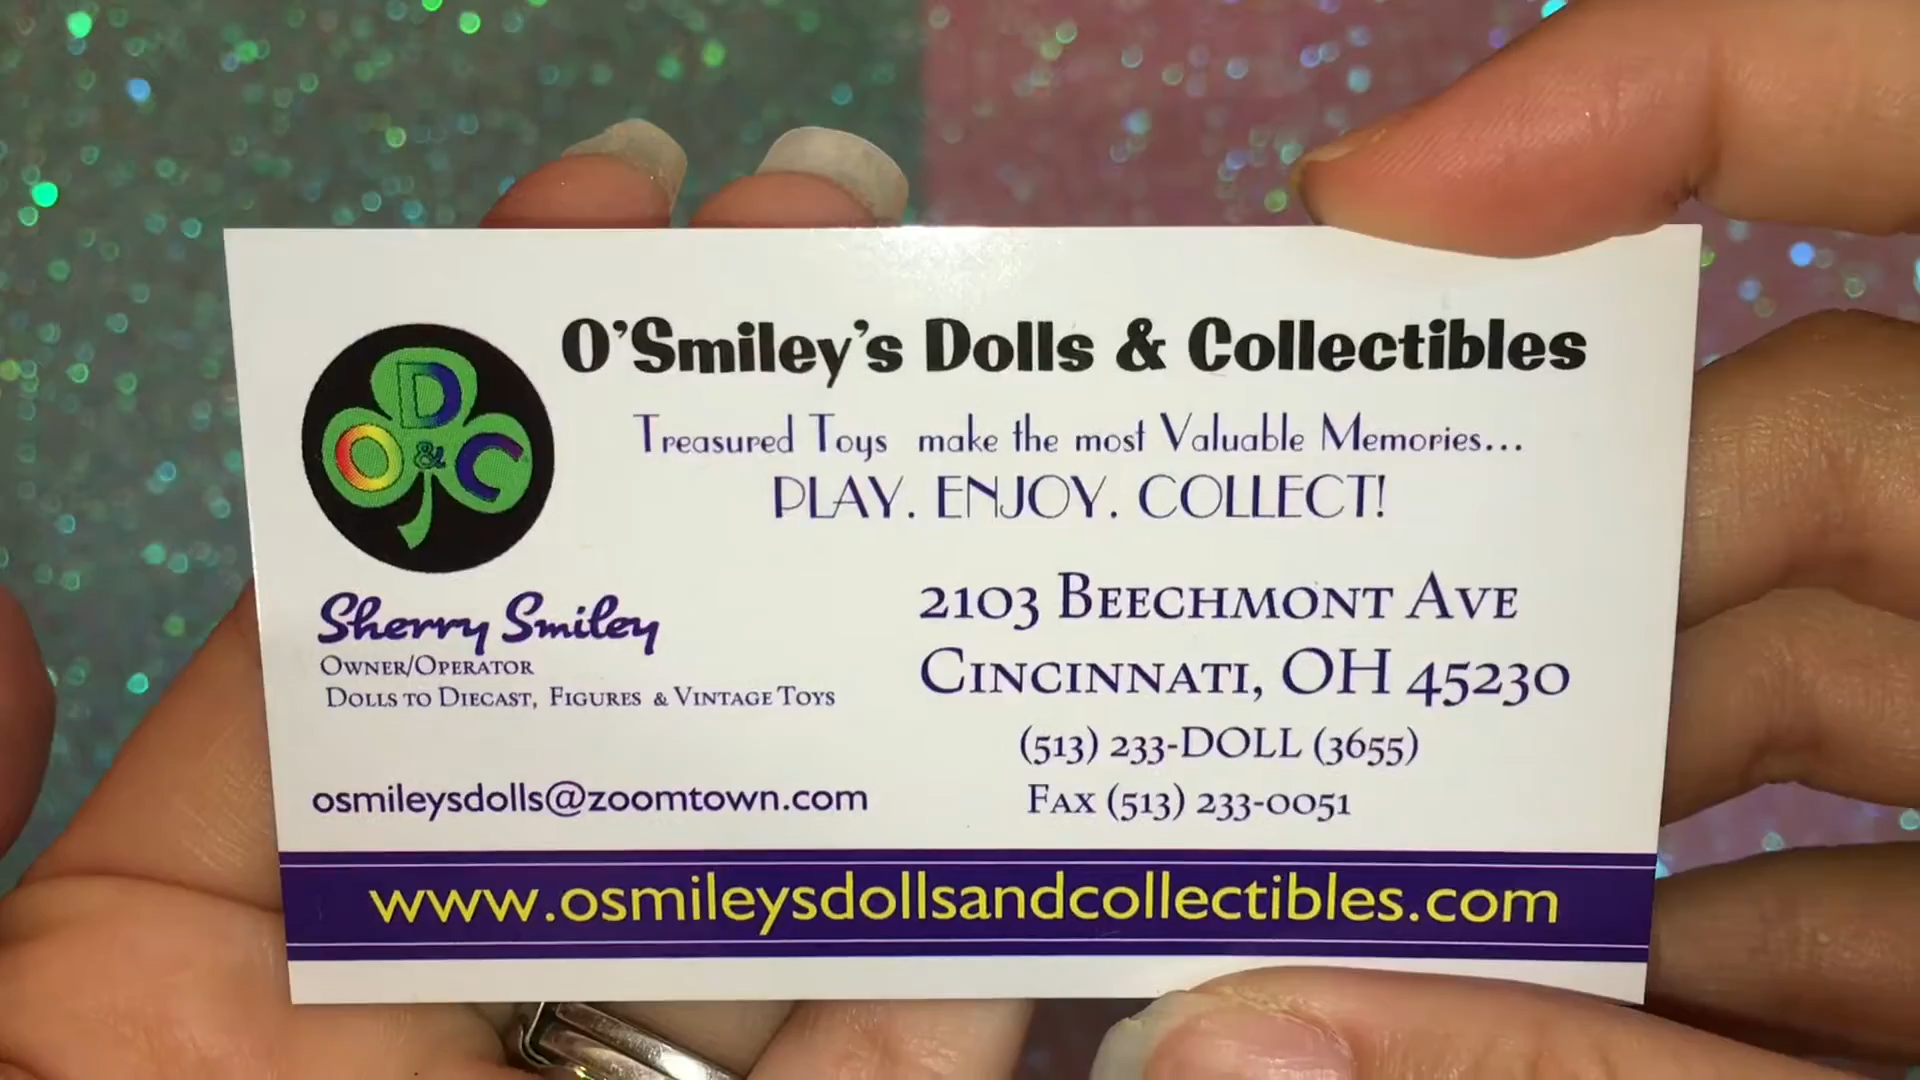 O'Smiley's Dolls & Collectibles
Treasured Toys make the most Valuable Memories...
PLAY. ENJOY. COLLECT!
D
O & C
Sherry Smiley
OWNER/OPERATOR
DOLLS TO DIECAST, FIGURES & VINTAGE TOYS
osmileysdolls@zoomtown.com
2103 BEECHMONT AVE
CINCINNATI, OH 45230
(513) 233-DOLL (3655)
FAX (513) 233-0051
www.osmileysdollsandcollectibles.com